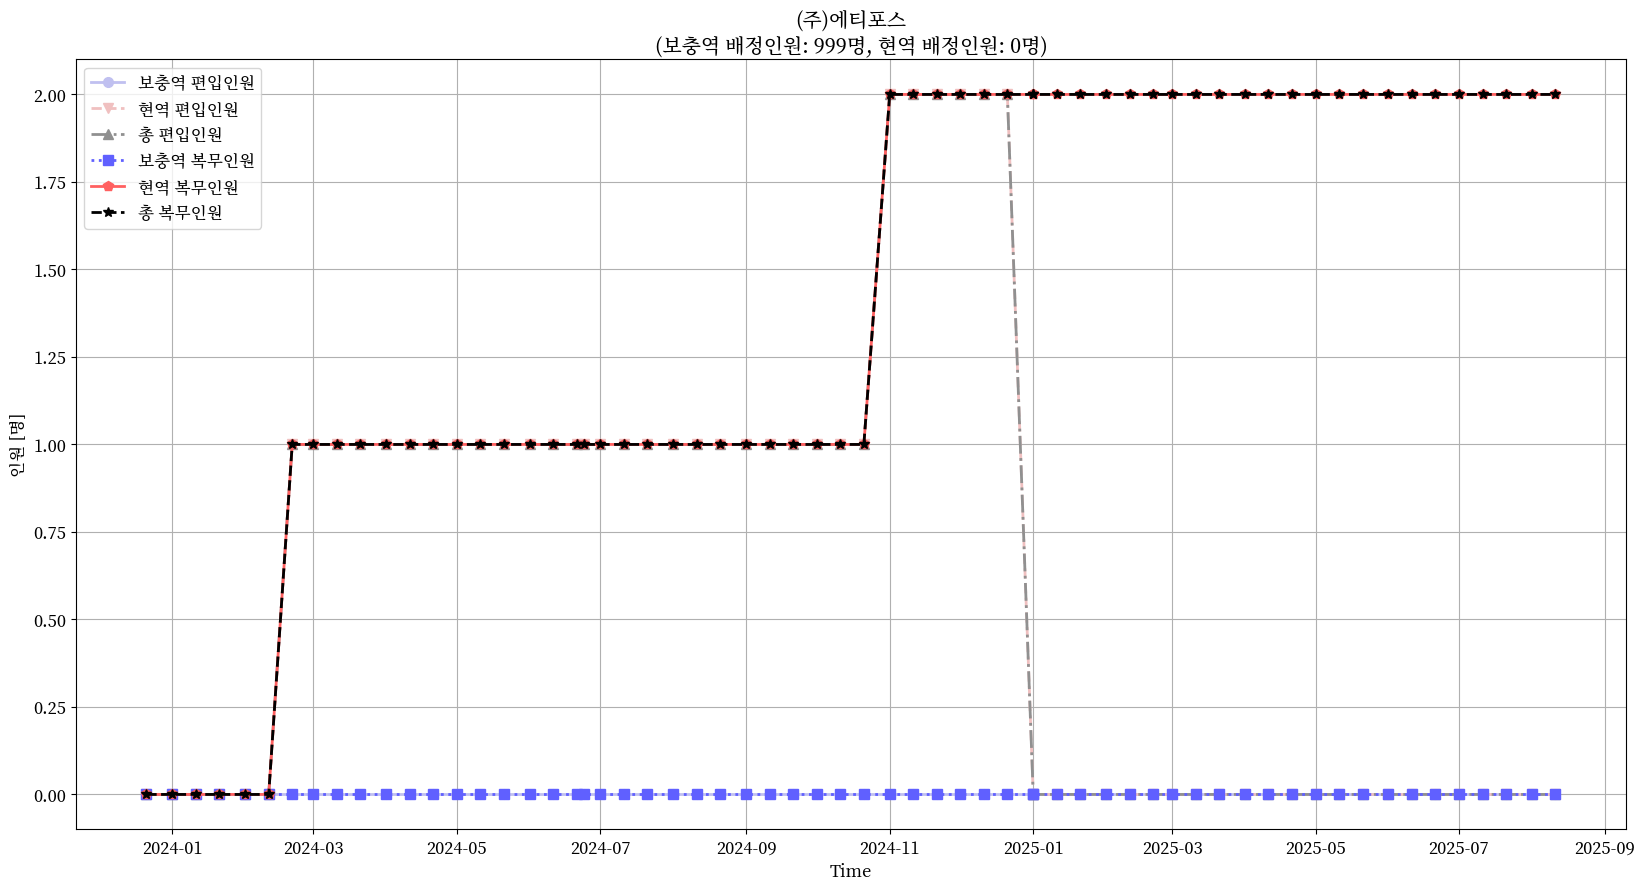 (주)에티포스
(보충역 배정인원: 999명, 현역 배정인원: 0명)
보충역 편입인원
현역 편입인원
총 편입인원
보충역 복무인원
현역 복무인원
총 복무인원
인원 [명]
2.00
1.75
1.50
1.25
1.00
0.75
0.50
0.25
0.00
2024-01 2024-03 2024-05 2024-07 2024-09 2024-11 2025-01 2025-03 2025-05 2025-07 2025-09
Time